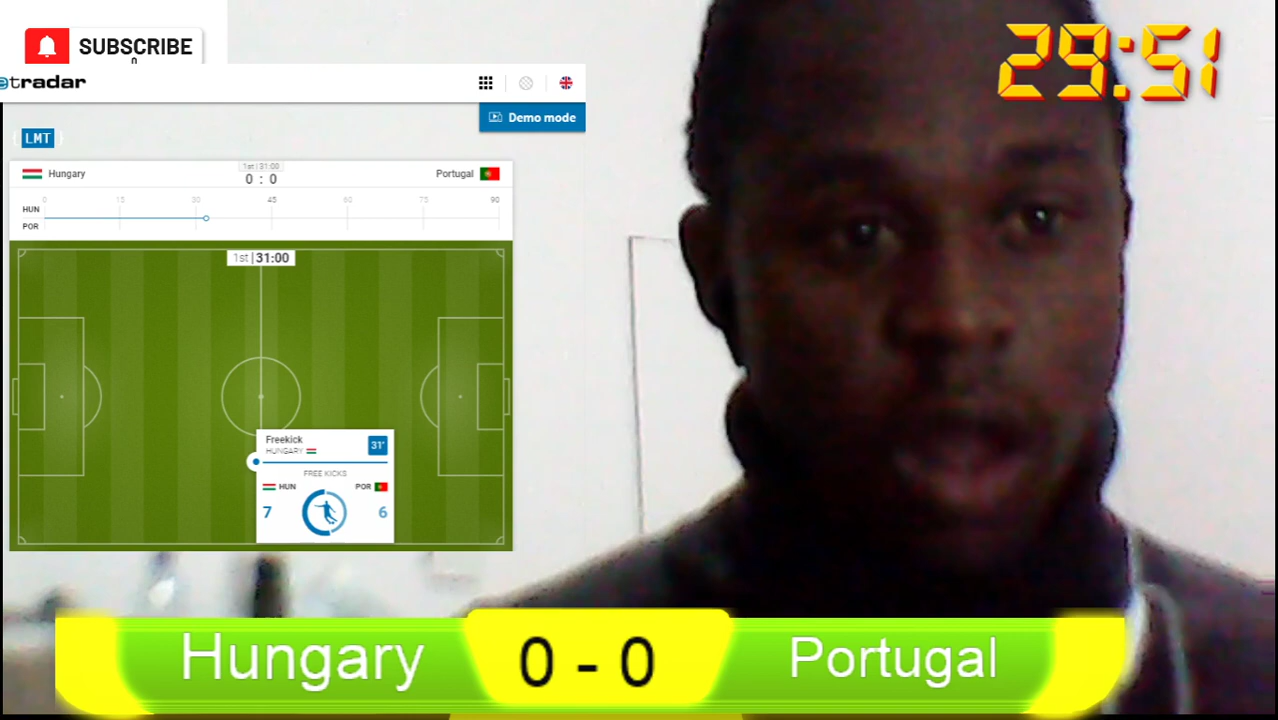 SUBSCRIBE
29:51
etradar
Demo mode
LMT
Hungary
1st | 31:00
0 : 0
Portugal
0 15 30 45 60 75 90
HUN
POR
1st | 31:00
Freekick
HUNGARY
31'
FREE KICKS
HUN
POR
7
6
Hungary
0 - 0
Portugal